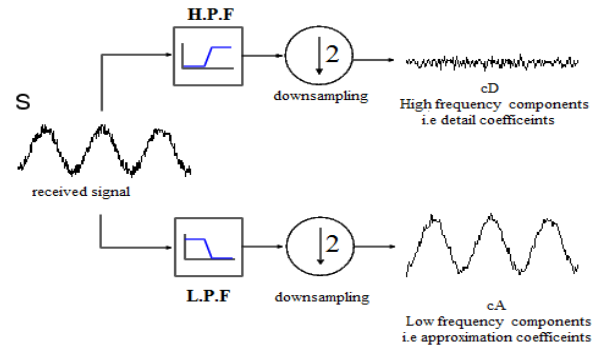 H.P.F
2
downsampling
cD
High frequency components
i.e detail coefficeints
S
received signal
2
L.P.F
downsampling
cA
Low frequency components
i.e approximation coefficeints